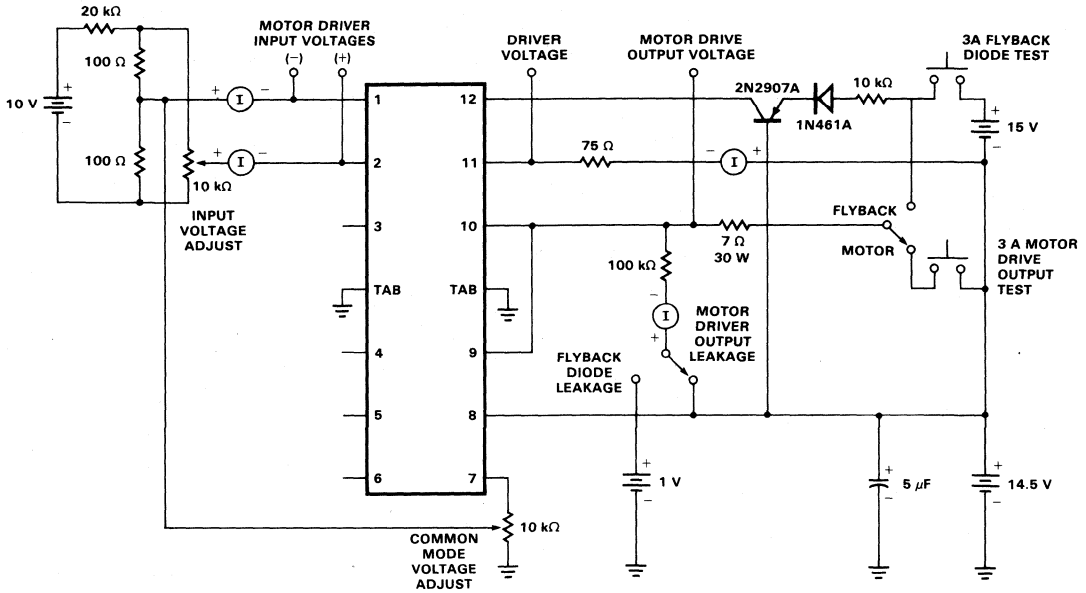 20 kΩ
100 Ω
10 V
+
−
100 Ω
10 kΩ
INPUT
VOLTAGE
ADJUST
MOTOR DRIVER
INPUT VOLTAGES
(−) (+)
+ I −
+ I −
DRIVER
VOLTAGE
MOTOR DRIVE
OUTPUT VOLTAGE
3A FLYBACK
DIODE TEST
1
2
3
TAB
4
5
6
12
11
10
TAB
9
8
7
2N2907A
1N461A
10 kΩ
+
−
15 V
75 Ω
− I +
FLYBACK
MOTOR
7 Ω
30 W
3 A MOTOR
DRIVE
OUTPUT
TEST
100 kΩ
−
I
+
MOTOR
DRIVER
OUTPUT
LEAKAGE
FLYBACK
DIODE
LEAKAGE
+
−
1 V
+
−
5 μF
+
−
14.5 V
10 kΩ
COMMON
MODE
VOLTAGE
ADJUST